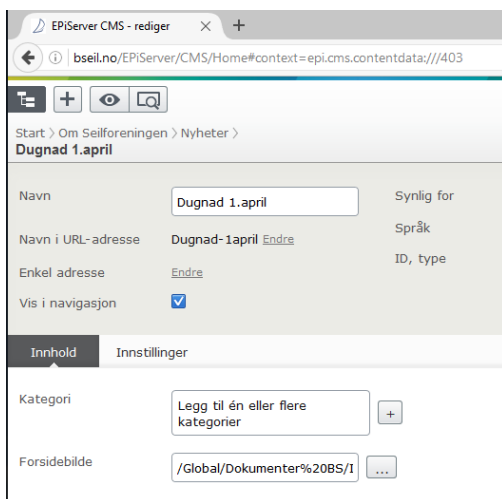 EPiServer CMS - rediger
bseil.no/EPiServer/CMS/Home#context=epi.cms.contentdata:///403
Start > Om Seilforeningen > Nyheter >
Dugnad 1.april
Navn
Dugnad 1.april
Synlig for
Navn i URL-adresse
Dugnad-1april Endre
Språk
Enkel adresse
Endre
ID, type
Vis i navigasjon
Innhold
Innstillinger
Kategori
Legg til én eller flere
kategorier
+
Forsidebilde
/Global/Dokumenter%20BS/I
...